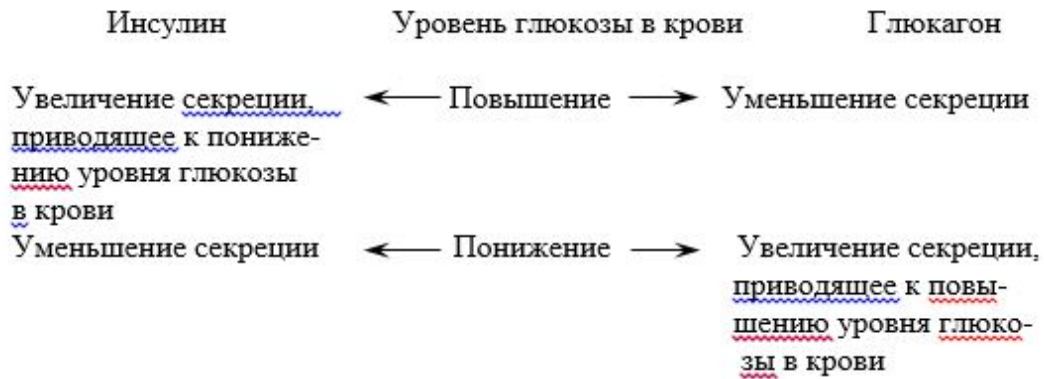 Инсулин Уровень глюкозы в крови Глюкагон
Увеличение секреции, Повышение Уменьшение секреции
приводящее к пониже-
нию уровня глюкозы
в крови
Уменьшение секреции Понижение Увеличение секреции,
приводящее к повы-
шению уровня глюко-
зы в крови